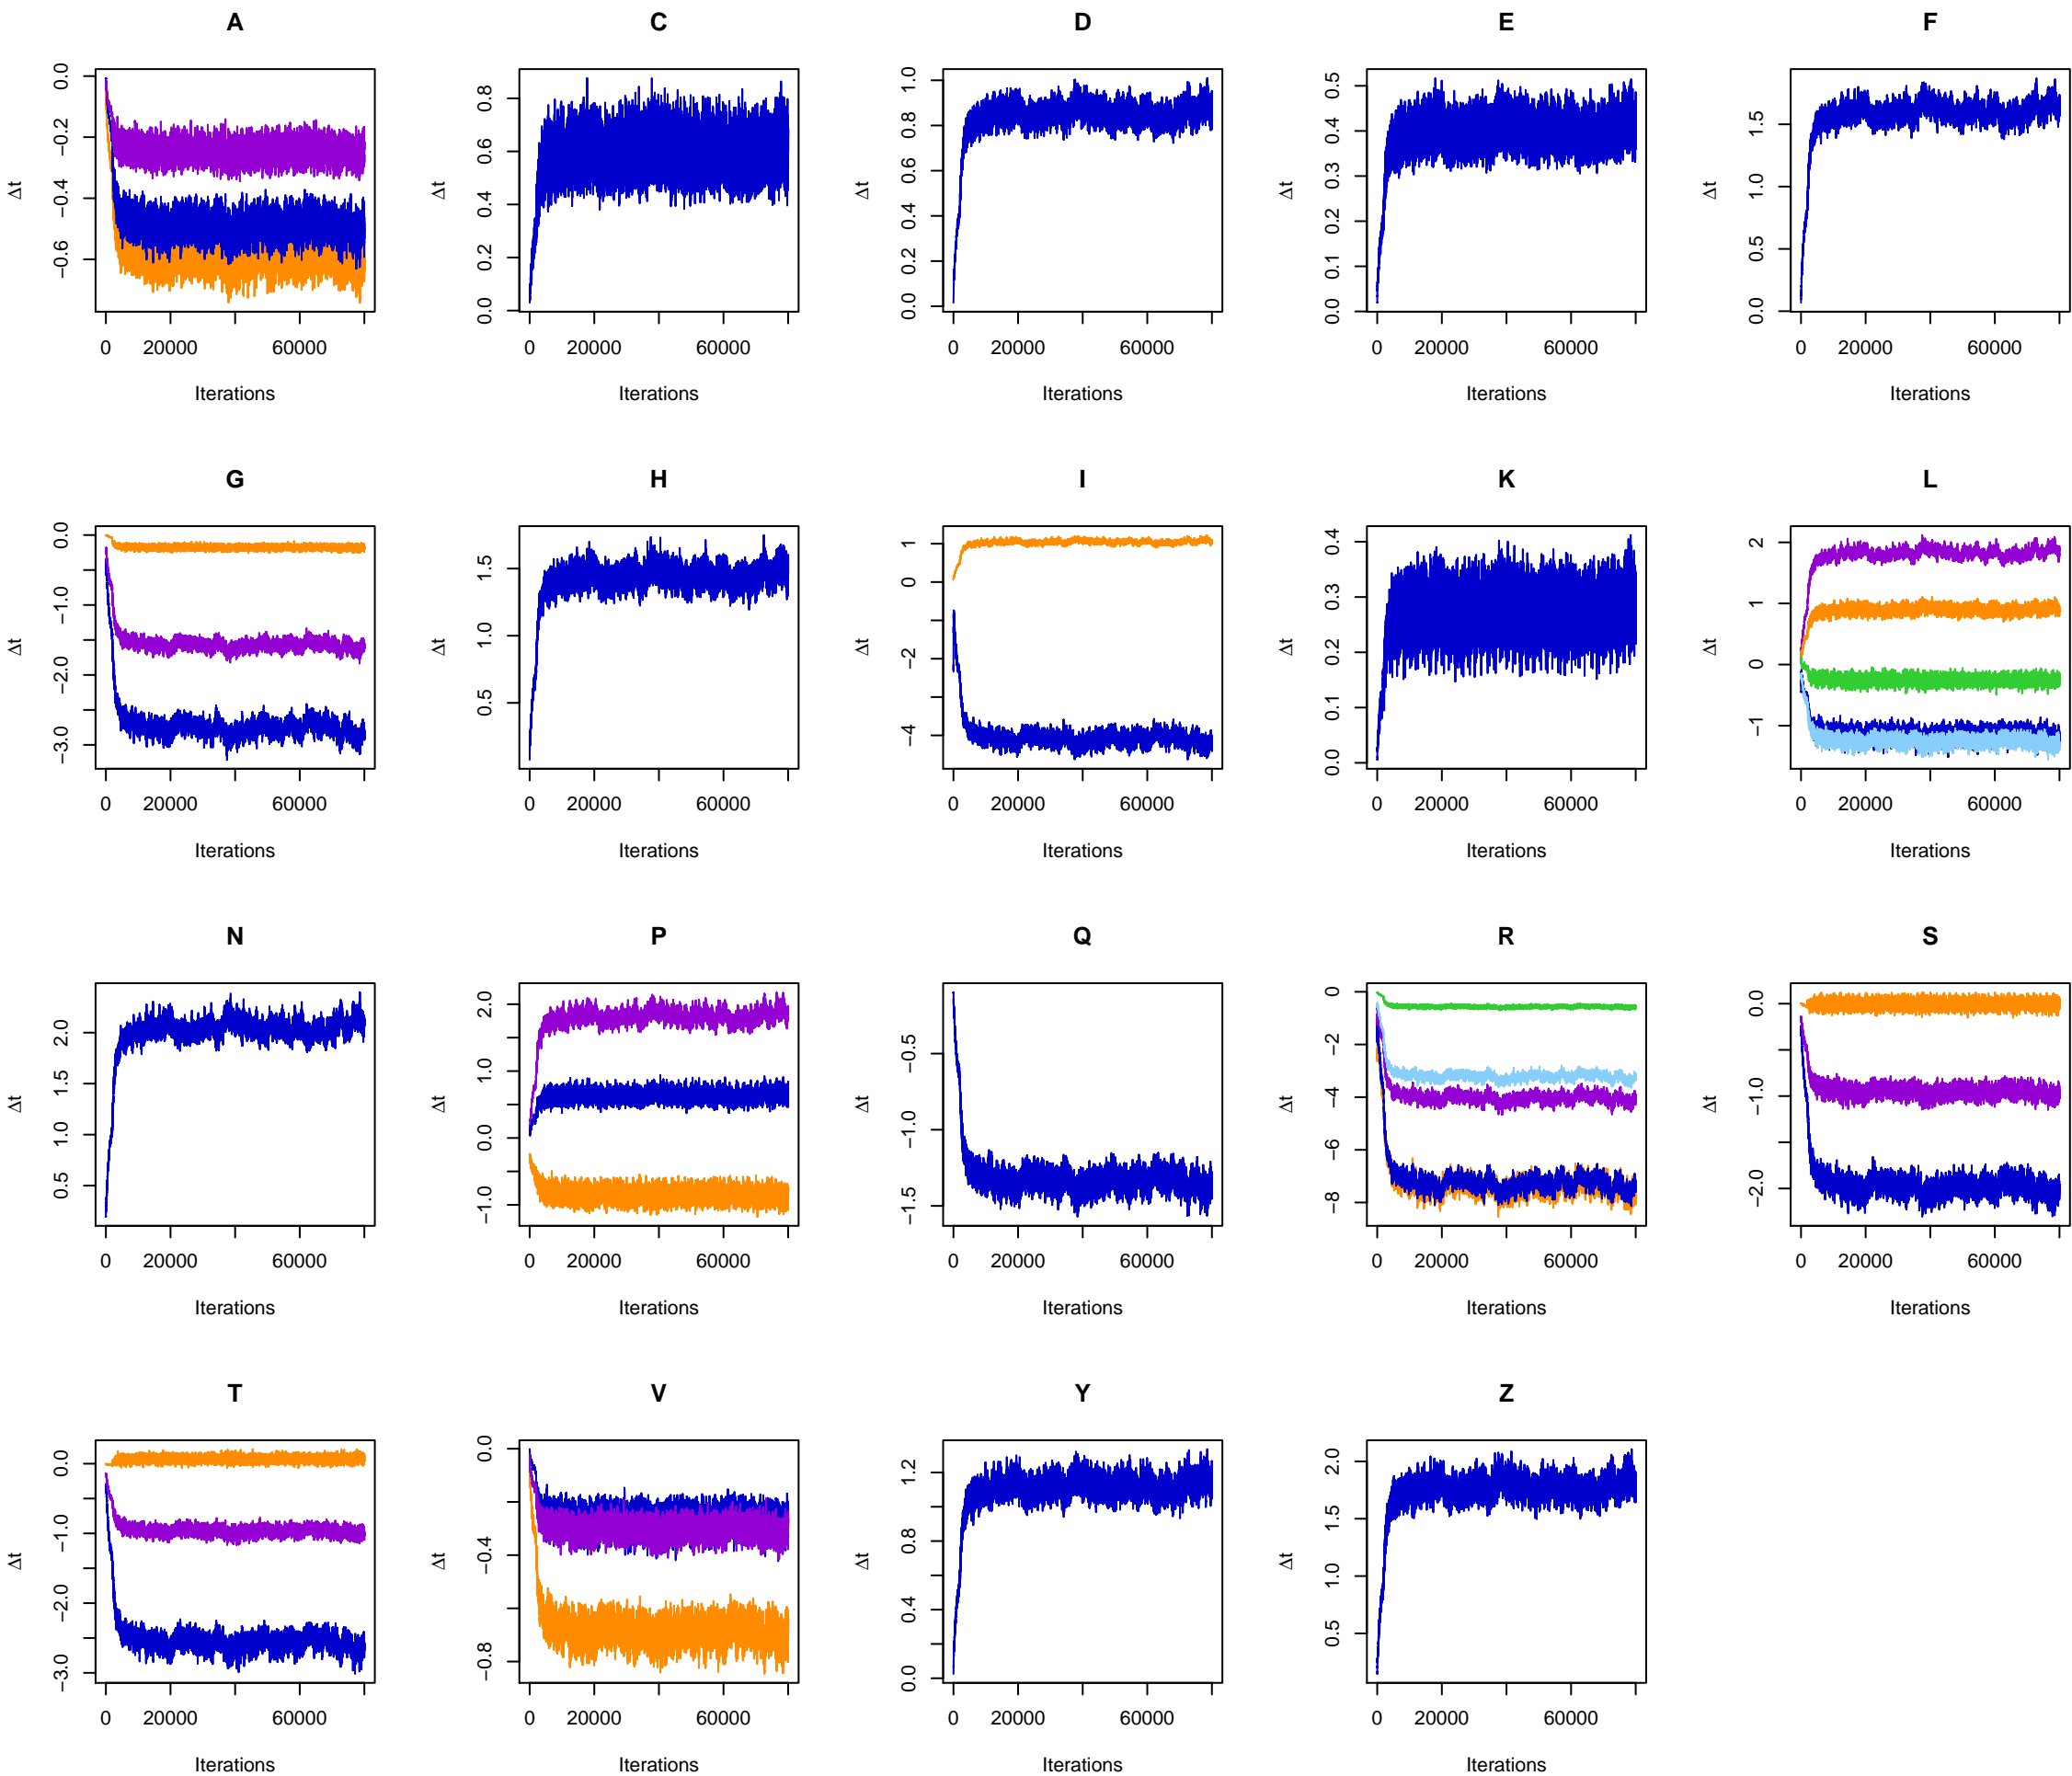 A
0.0
−0.2
−0.4
−0.6
Δt
0 20000 60000
Iterations
C
0.8
0.6
0.4
0.2
0.0
Δt
0 20000 60000
Iterations
D
1.0
0.8
0.6
0.4
0.2
0.0
Δt
0 20000 60000
Iterations
E
0.5
0.4
0.3
0.2
0.1
0.0
Δt
0 20000 60000
Iterations
F
1.5
1.0
0.5
0.0
Δt
0 20000 60000
Iterations
G
0.0
−1.0
−2.0
−3.0
Δt
0 20000 60000
Iterations
H
1.5
1.0
0.5
Δt
0 20000 60000
Iterations
I
1
0
−2
−4
Δt
0 20000 60000
Iterations
K
0.4
0.3
0.2
0.1
0.0
Δt
0 20000 60000
Iterations
L
2
1
0
−1
Δt
0 20000 60000
Iterations
N
2.0
1.5
1.0
0.5
Δt
0 20000 60000
Iterations
P
2.0
1.0
0.0
−1.0
Δt
0 20000 60000
Iterations
Q
−0.5
−1.0
−1.5
Δt
0 20000 60000
Iterations
R
0
−2
−4
−6
−8
Δt
0 20000 60000
Iterations
S
0.0
−1.0
−2.0
Δt
0 20000 60000
Iterations
T
0.0
−1.0
−2.0
−3.0
Δt
0 20000 60000
Iterations
V
0.0
−0.4
−0.8
Δt
0 20000 60000
Iterations
Y
1.2
0.8
0.4
0.0
Δt
0 20000 60000
Iterations
Z
2.0
1.5
1.0
0.5
Δt
0 20000 60000
Iterations